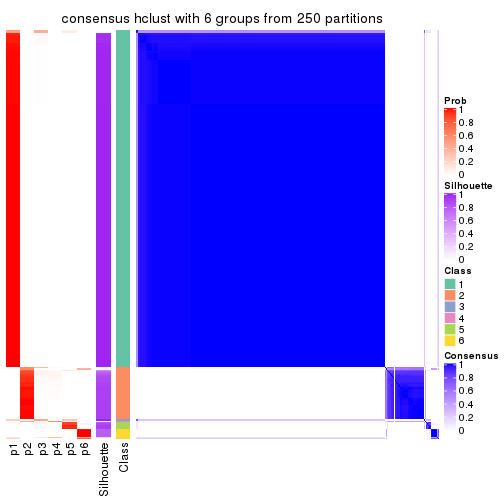 consensus hclust with 6 groups from 250 partitions
Prob
1
0.8
0.6
0.4
0.2
0
Silhouette
1
0.8
0.6
0.4
0.2
0
Class
1
2
3
4
5
6
Consensus
1
0.8
0.6
0.4
0.2
0
p1
p2
p3
p4
p5
p6
Silhouette
Class